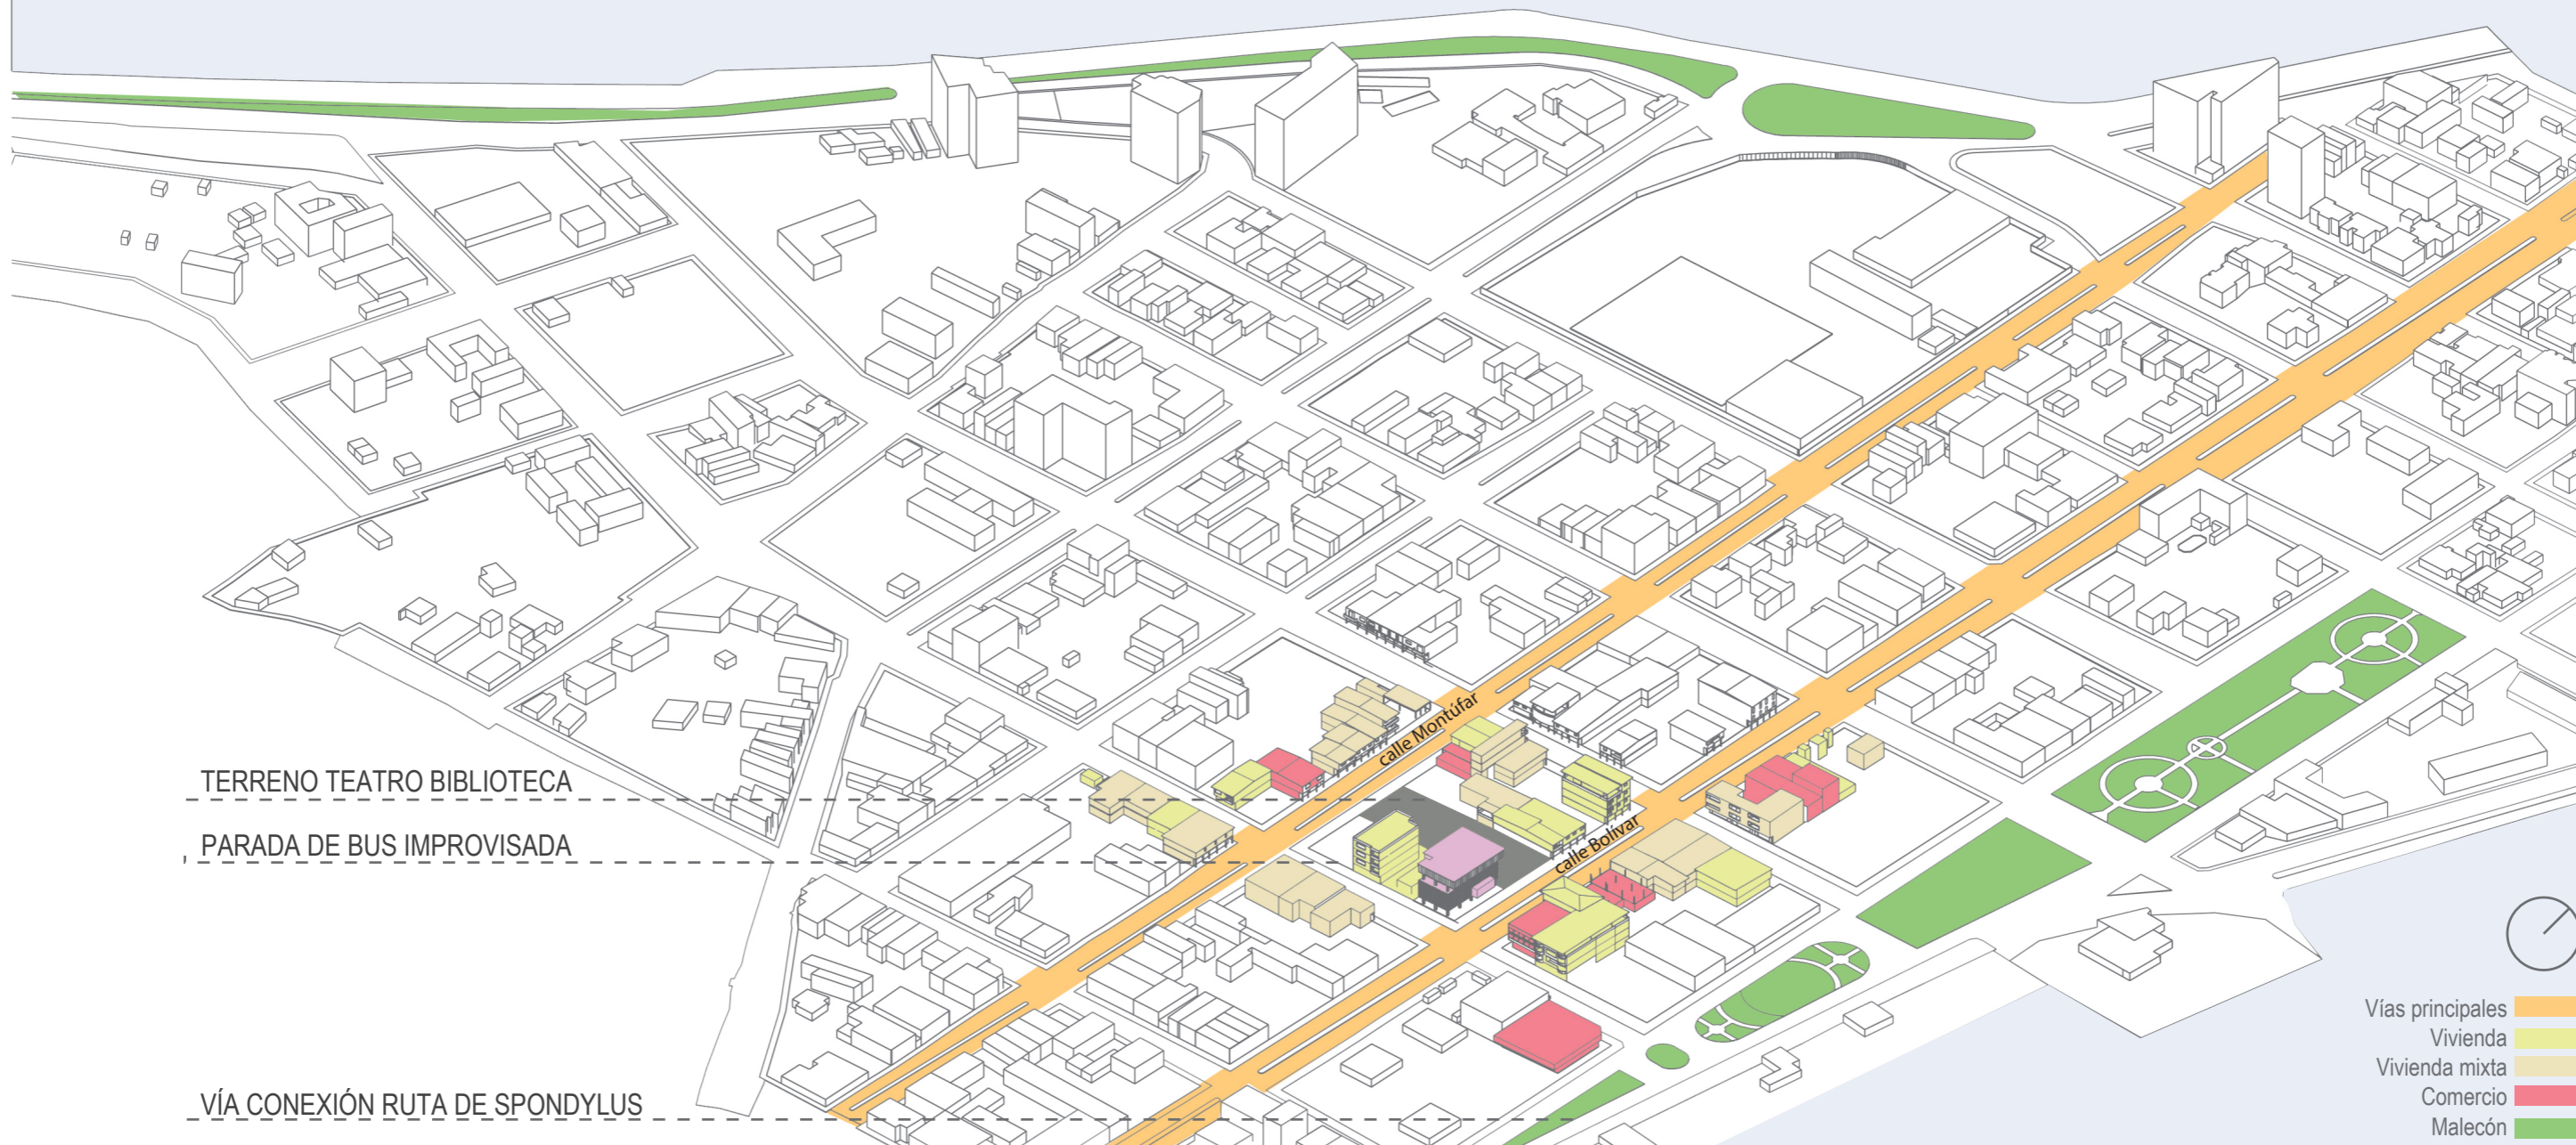 calle Montúfar
TERRENO TEATRO BIBLIOTECA
calle Bolívar
PARADA DE BUS IMPROVISADA
VÍA CONEXIÓN RUTA DE SPONDYLUS
Vías principales
Vivienda
Vivienda mixta
Comercio
Malecón